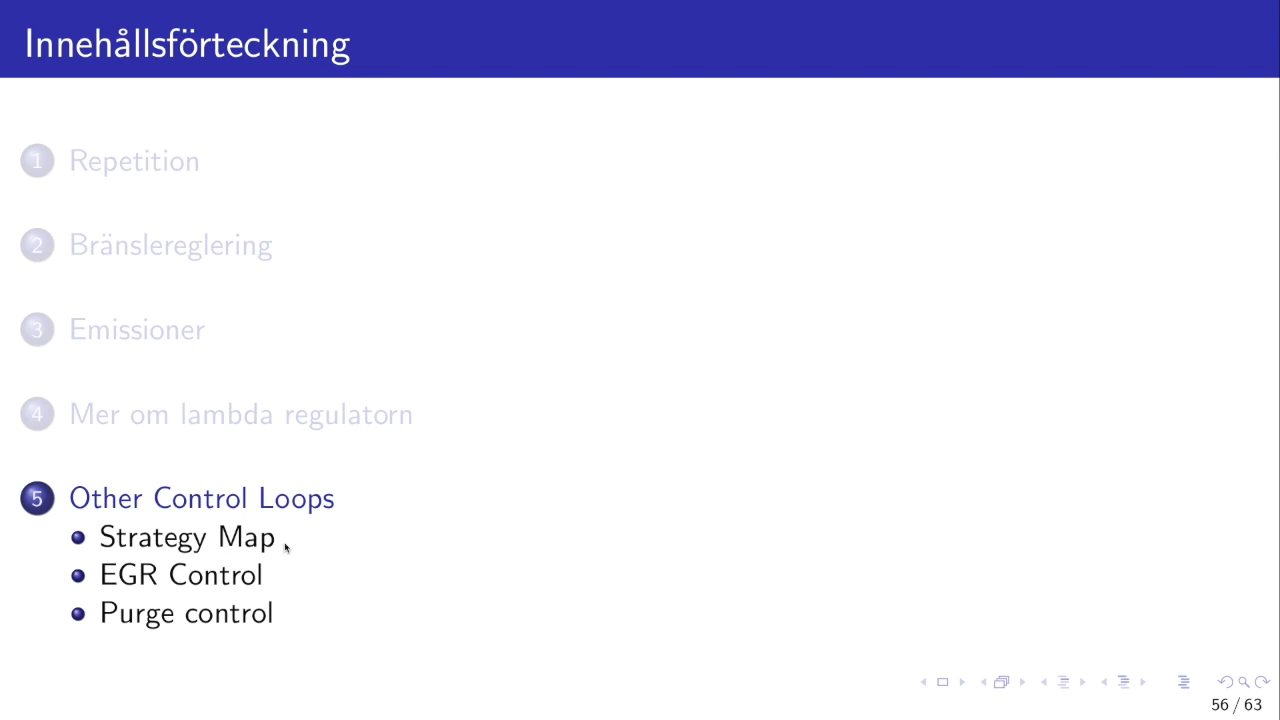 Innehållsförteckning
1 Repetition
2 Bränslereglering
3 Emissioner
4 Mer om lambda regulatorn
5 Other Control Loops
Strategy Map
EGR Control
Purge control
56 / 63